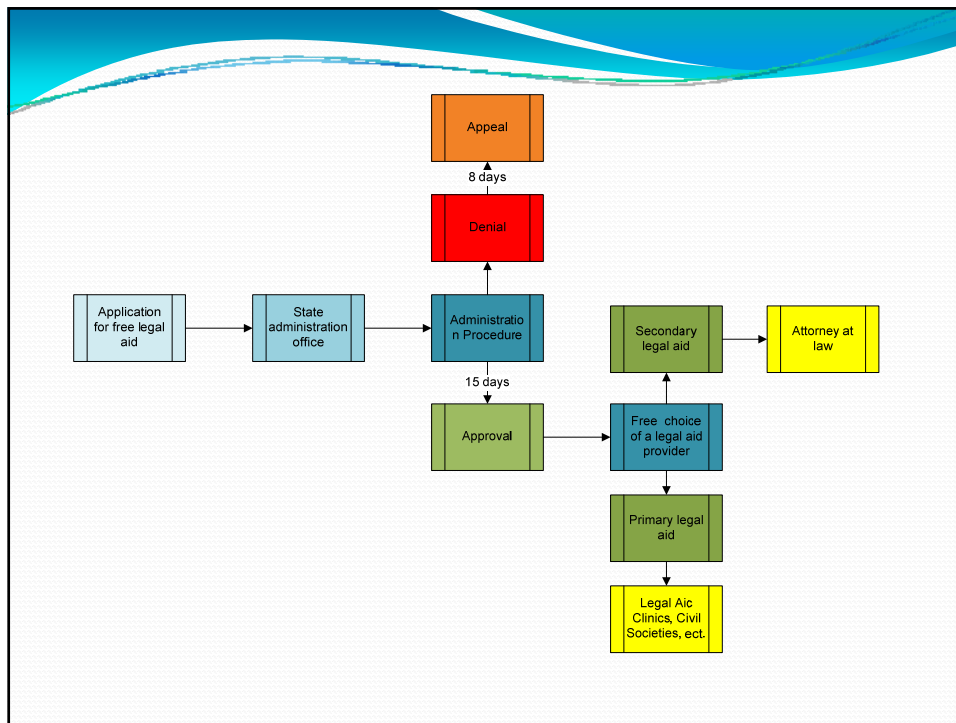 Appeal
8 days
Denial
Application
for free legal
aid
State
administration
office
Administratio
n Procedure
Secondary
legal aid
Attorney at
law
15 days
Approval
Free choice
of a legal aid
provider
Primary legal
aid
Legal Aic
Clinics, Civil
Societies, ect.